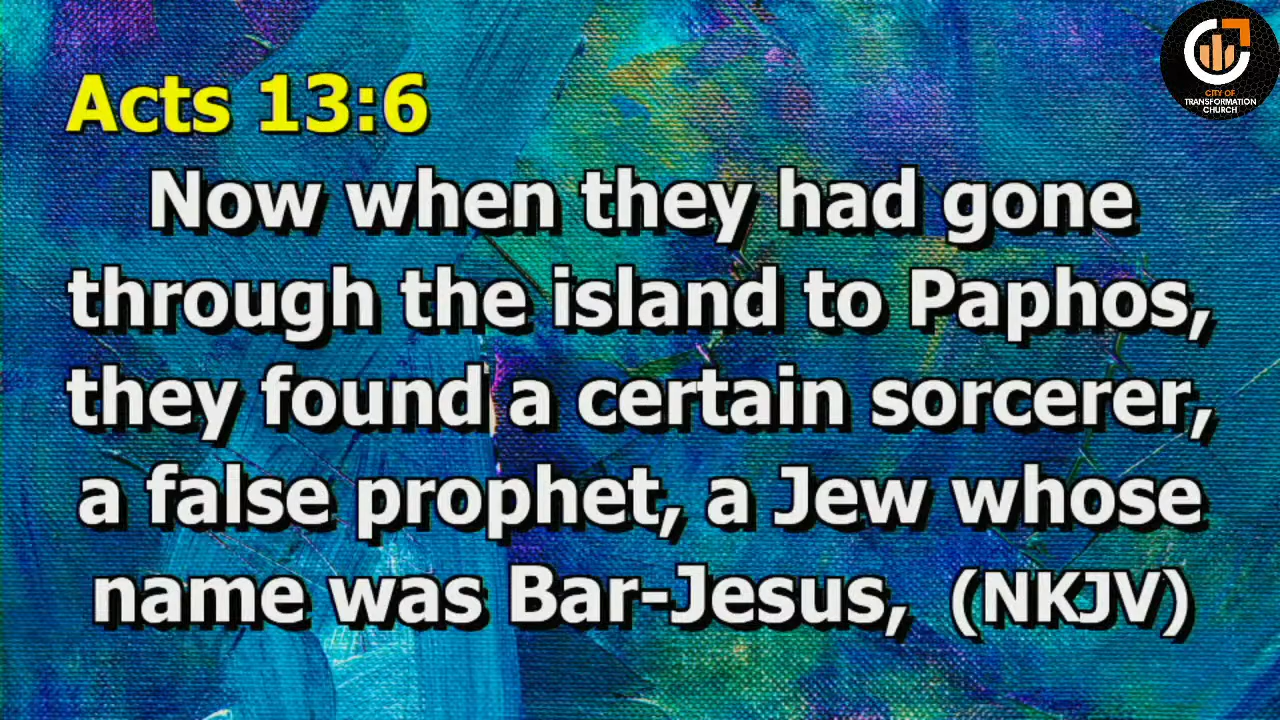 CITY OF
TRANSFORMATION
CHURCH
Acts 13:6
Now when they had gone
through the island to Paphos,
they found a certain sorcerer,
a false prophet, a Jew whose
name was Bar-Jesus, (NKJV)